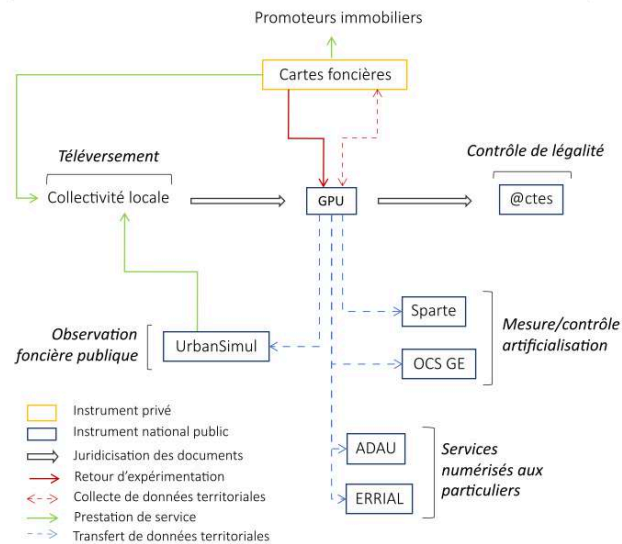 Promoteurs immobiliers
Cartes foncières
Téléversement
Contrôle de légalité
Collectivité locale
GPU
@ctes
Sparte
Mesure/contrôle
artificialisation
Observation
foncière publique
UrbanSimul
OCS GE
Instrument privé
Instrument national public
Juridicisation des documents
Retour d'expérimentation
Collecte de données territoriales
Prestation de service
Transfert de données territoriales
ADAU
ERRIAL
Services
numérisés aux
particuliers